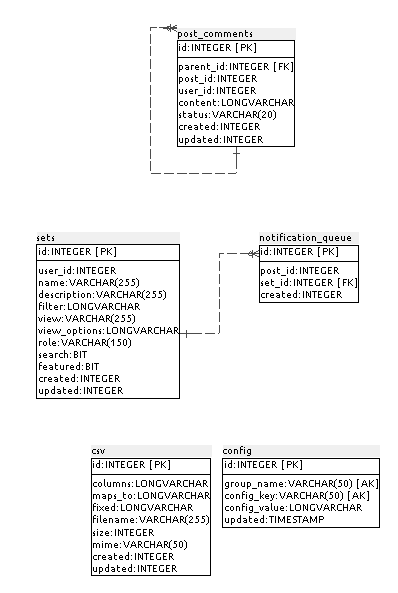 post_comments
id:INTEGER [PK]
parent_id:INTEGER [FK]
post_id:INTEGER
user_id:INTEGER
content:LONGVARCHAR
status:VARCHAR(20)
created:INTEGER
updated:INTEGER
sets
id:INTEGER [PK]
user_id:INTEGER
name:VARCHAR(255)
description:VARCHAR(255)
filter:LONGVARCHAR
view:VARCHAR(255)
view_options:LONGVARCHAR
role:VARCHAR(150)
search:BIT
featured:BIT
created:INTEGER
updated:INTEGER
notification_queue
id:INTEGER [PK]
post_id:INTEGER
set_id:INTEGER [FK]
created:INTEGER
csv
id:INTEGER [PK]
columns:LONGVARCHAR
maps_to:LONGVARCHAR
fixed:LONGVARCHAR
filename:VARCHAR(255)
size:INTEGER
mime:VARCHAR(50)
created:INTEGER
updated:INTEGER
config
id:INTEGER [PK]
group_name:VARCHAR(50) [AK]
config_key:VARCHAR(50) [AK]
config_value:LONGVARCHAR
updated:TIMESTAMP